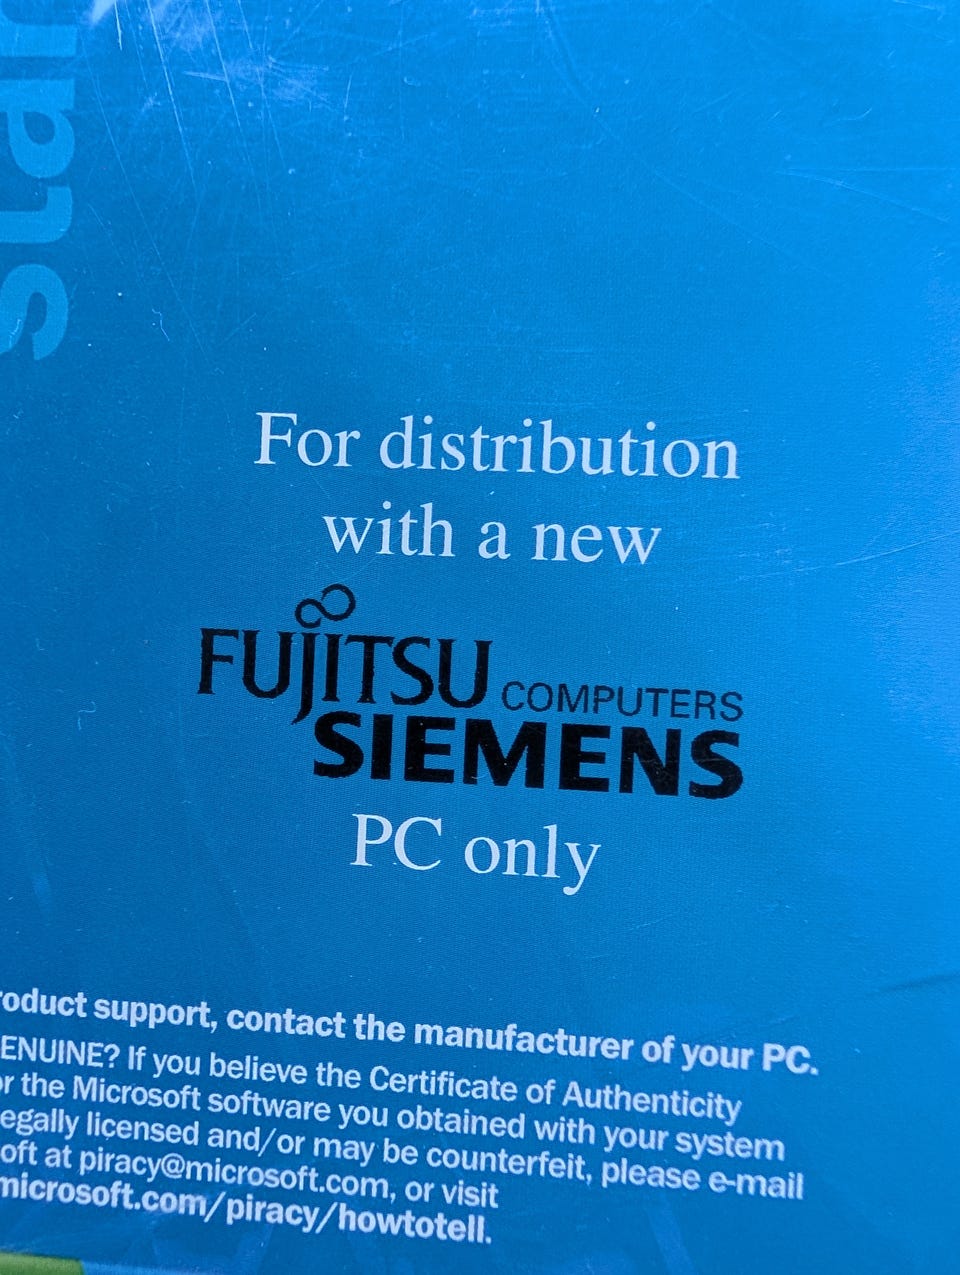 For distribution
with a new
FUJITSU COMPUTERS
SIEMENS
PC only
roduct support, contact the manufacturer of your PC.
ENUINE? If you believe the Certificate of Authenticity
or the Microsoft software you obtained with your system
egally licensed and/or may be counterfeit, please e-mail
oft at piracy@microsoft.com, or visit
microsoft.com/piracy/howtotell.